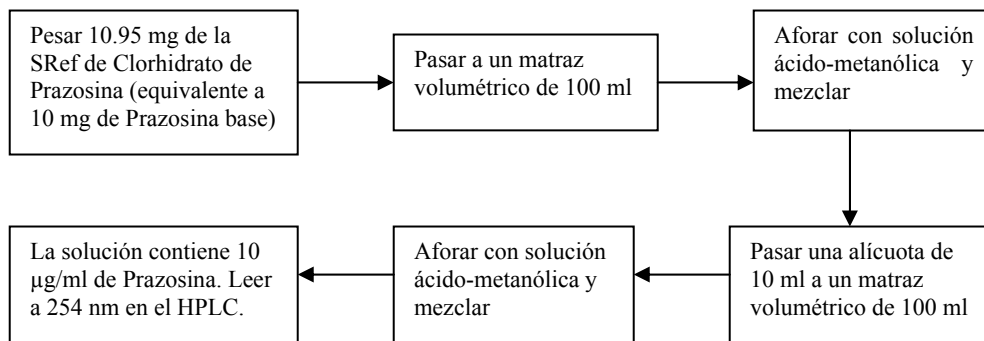 Pesar 10.95 mg de la
SRef de Clorhidrato de
Prazosina (equivalente a
10 mg de Prazosina base)
Pasar a un matraz
volumétrico de 100 ml
Aforar con solución
ácido-metanólica y
mezclar
Pasar una alícuota de
10 ml a un matraz
volumétrico de 100 ml
Aforar con solución
ácido-metanólica y
mezclar
La solución contiene 10
µg/ml de Prazosina. Leer
a 254 nm en el HPLC.